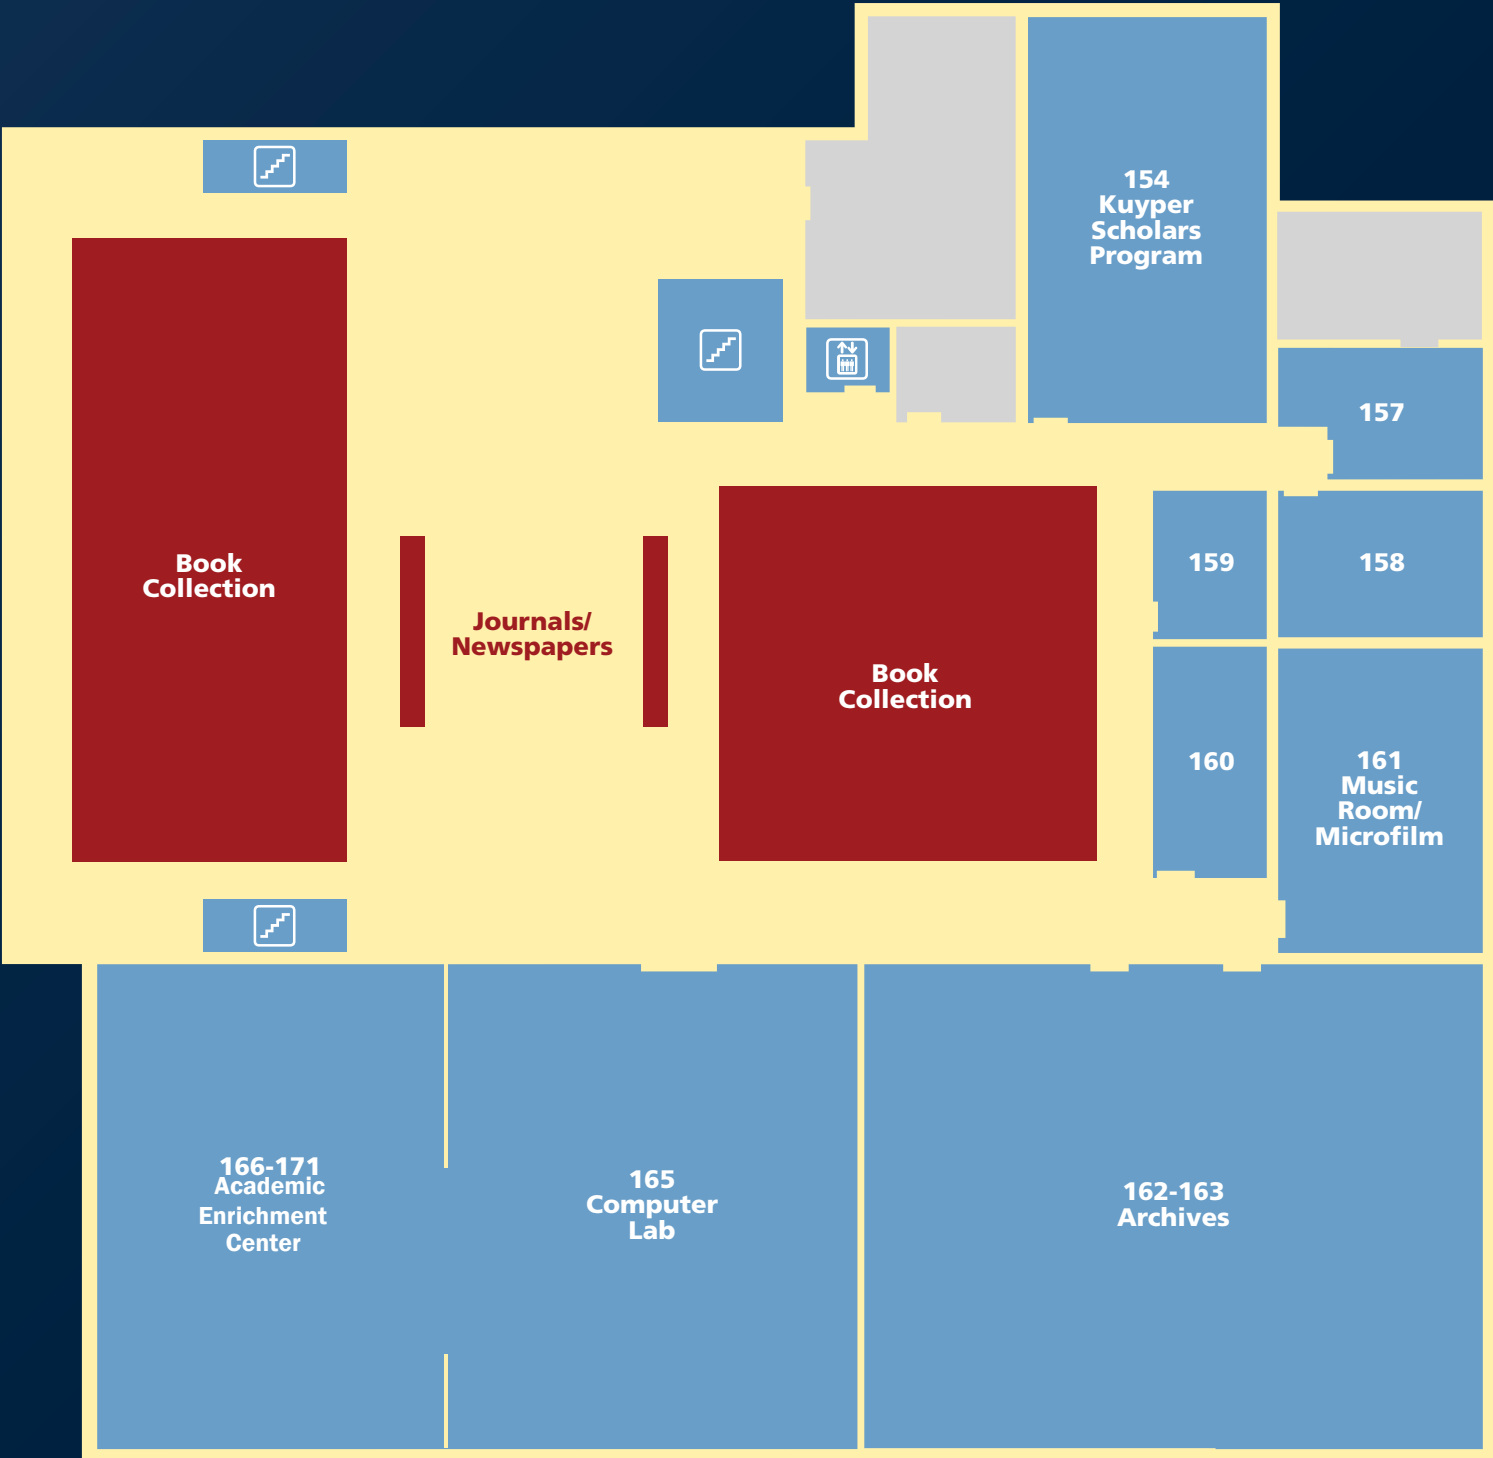 154
Kuyper
Scholars
Program
157
Book
Collection
Journals/
Newspapers
Book
Collection
159
158
160
161
Music
Room/
Microfilm
166-171
Academic
Enrichment
Center
165
Computer
Lab
162-163
Archives